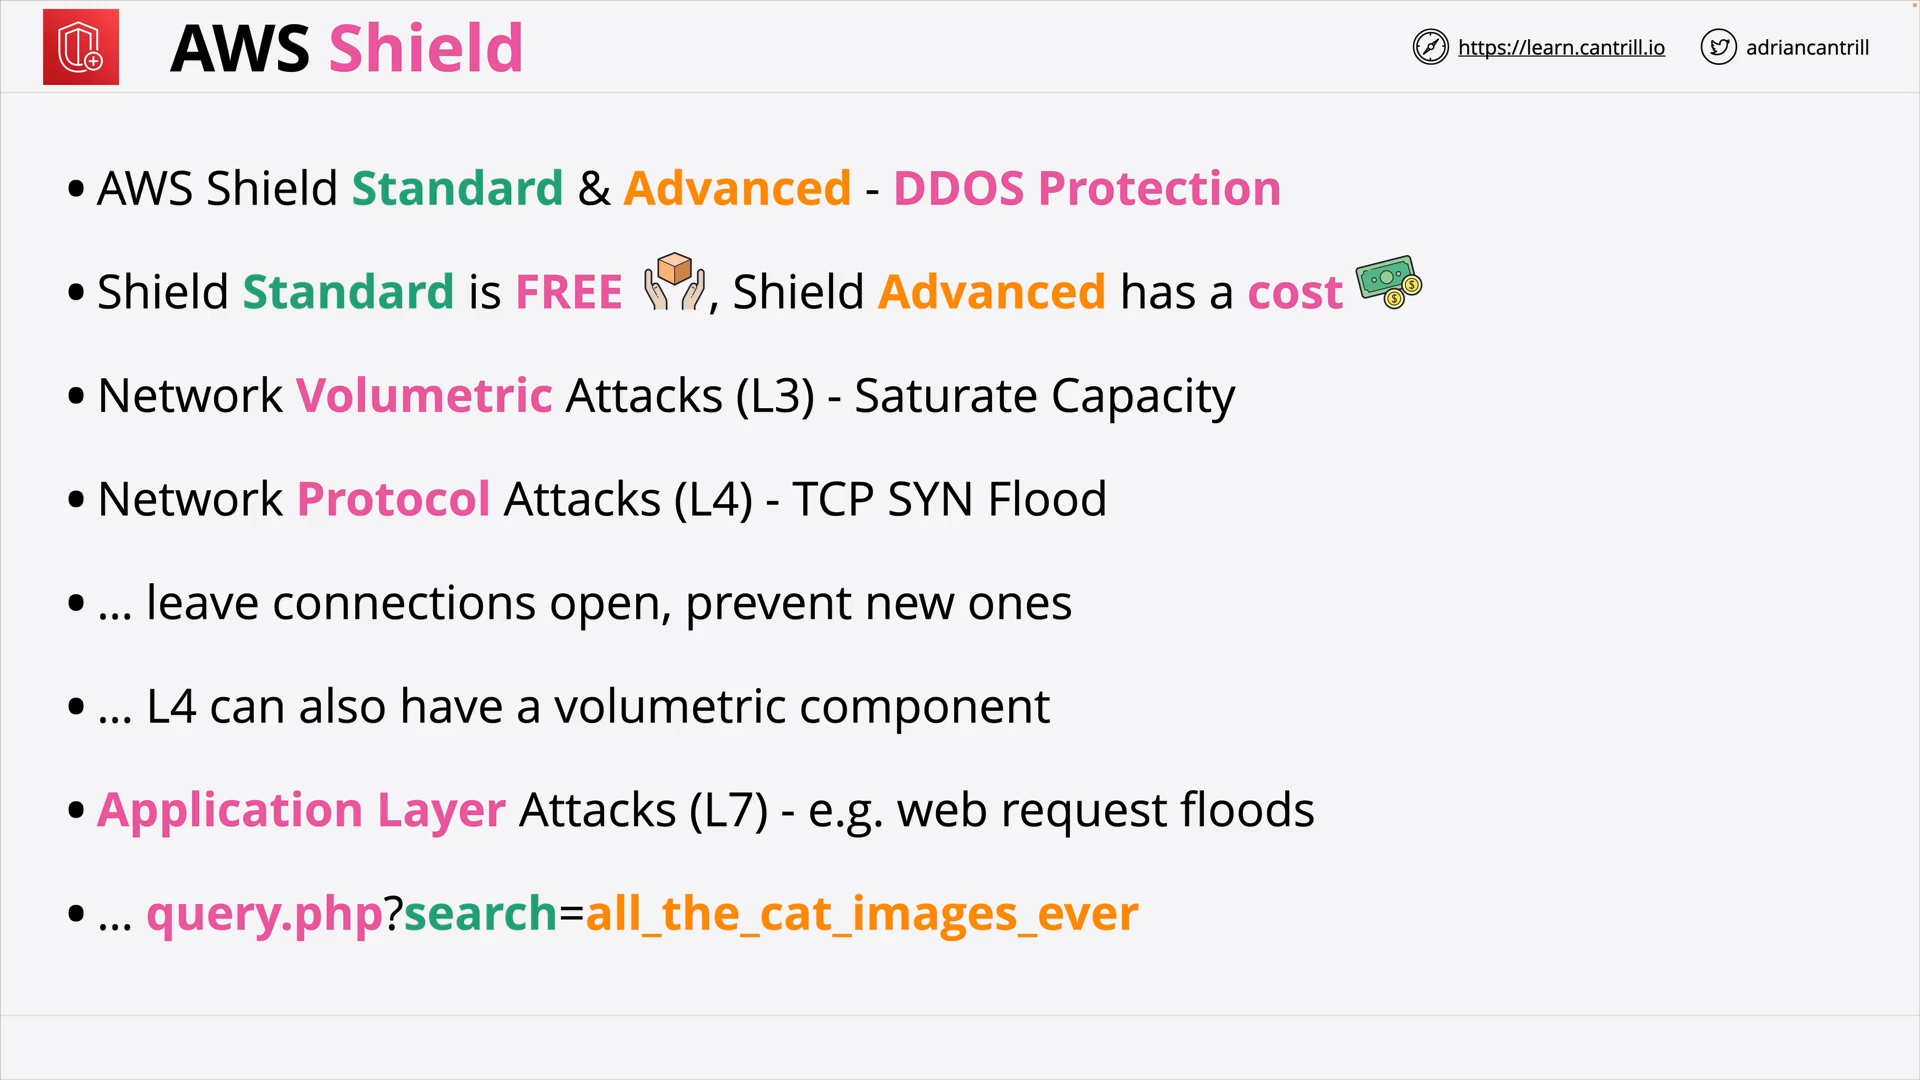 AWS Shield
https://learn.cantrill.io
adriancantrill
• AWS Shield Standard & Advanced - DDOS Protection
• Shield Standard is FREE , Shield Advanced has a cost
• Network Volumetric Attacks (L3) - Saturate Capacity
• Network Protocol Attacks (L4) - TCP SYN Flood
• ... leave connections open, prevent new ones
• ... L4 can also have a volumetric component
• Application Layer Attacks (L7) - e.g. web request floods
• ... query.php?search=all_the_cat_images_ever